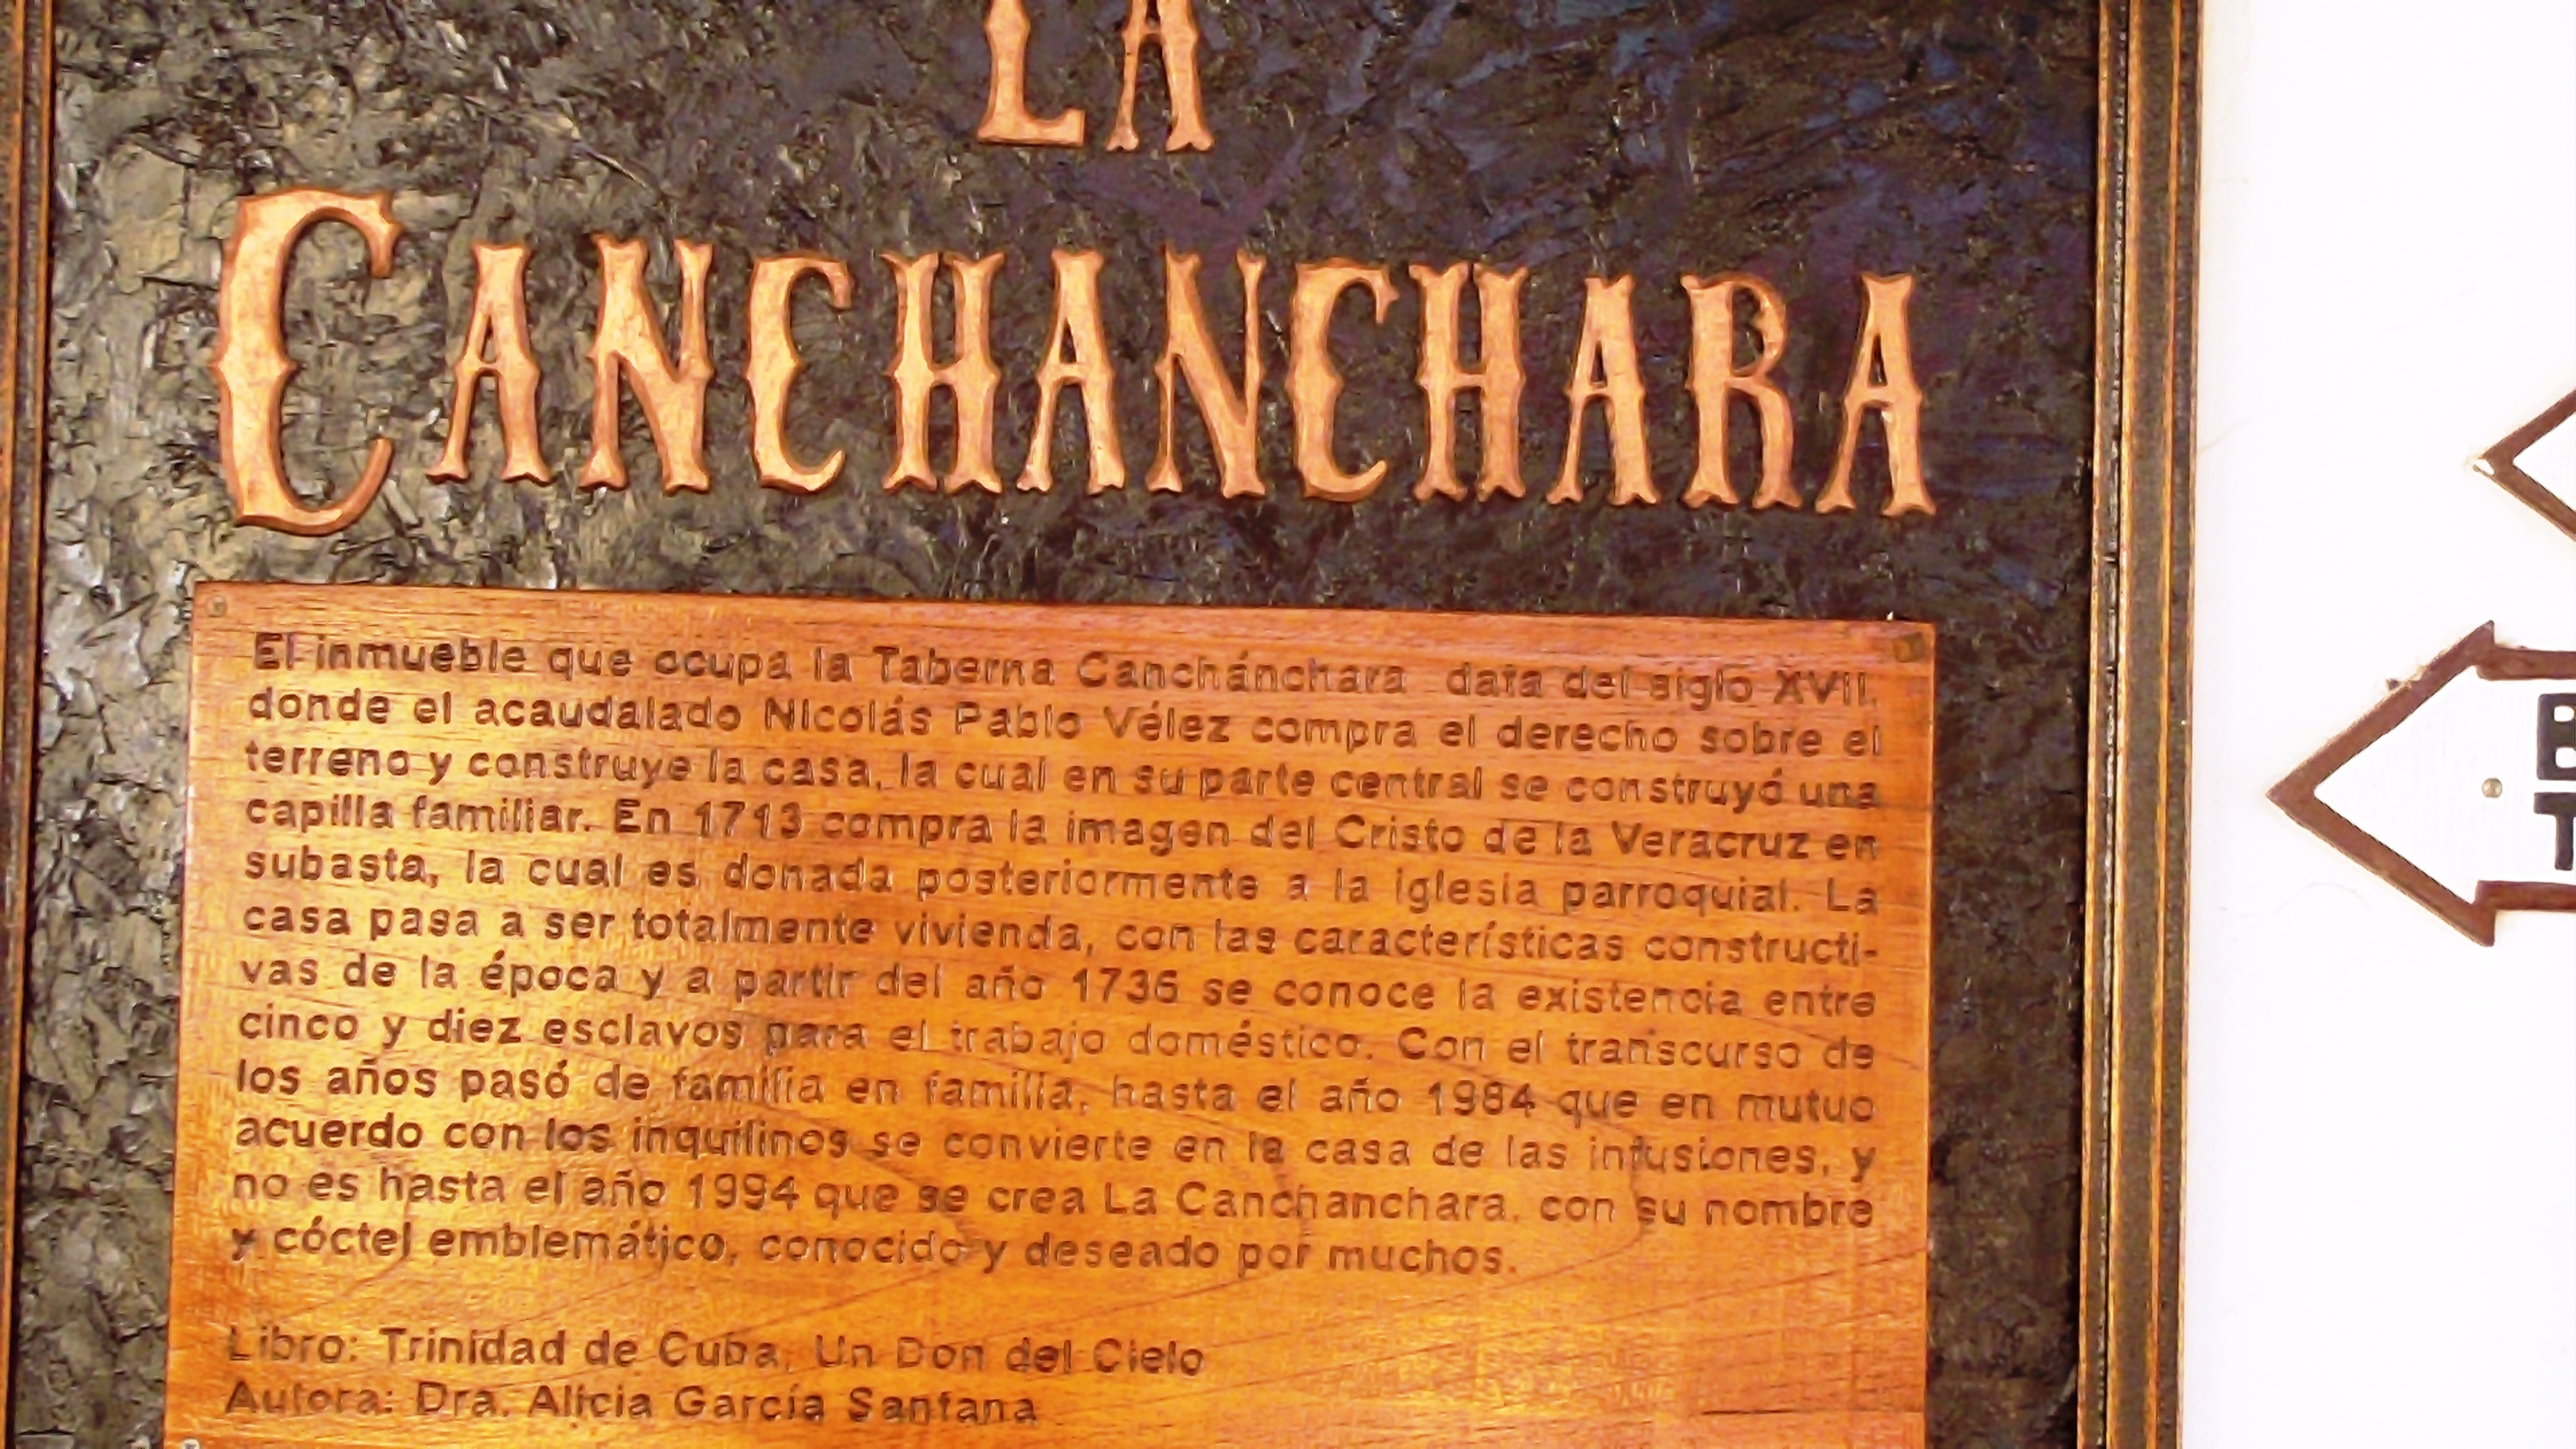 LA
CANCHANCHARA
El inmueble que ocupa la Taberna Canchánchara data del siglo XVII,
donde el acaudalado Nicolás Pablo Vélez compra el derecho sobre el
terreno y construye la casa, la cual en su parte central se construyó una
capilla familiar. En 1713 compra la imagen del Cristo de la Veracruz en
subasta, la cual es donada posteriormente a la iglesia parroquial. La
casa pasa a ser totalmente vivienda, con las características constructi-
vas de la época y a partir del año 1736 se conoce la existencia entre
cinco y diez esclavos para el trabajo doméstico. Con el transcurso de
los años pasó de familia en familia, hasta el año 1984 que en mutuo
acuerdo con los inquilinos se convierte en la casa de las infusiones, y
no es hasta el año 1994 que se crea La Canchanchara, con su nombre
y cóctel emblemático, conocido y deseado por muchos.
Libro: Trinidad de Cuba, Un Don del Cielo
Autora: Dra. Alicia García Santana